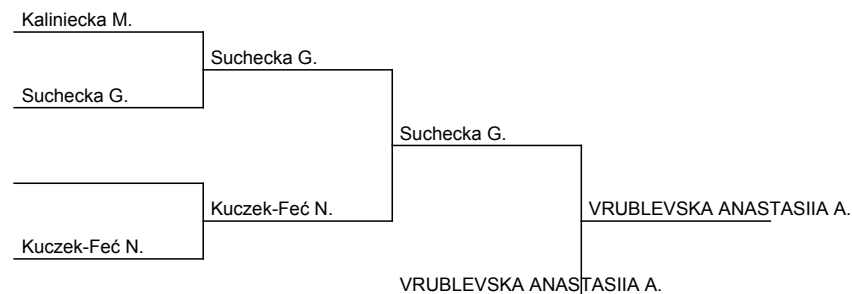 Kaliniecka M.
Suchecka G.
Suchecka G.
Suchecka G.
Kuczek-Feć N.
VRUBLEVSKA ANASTASIIA A.
Kuczek-Feć N.
VRUBLEVSKA ANASTASIIA A.